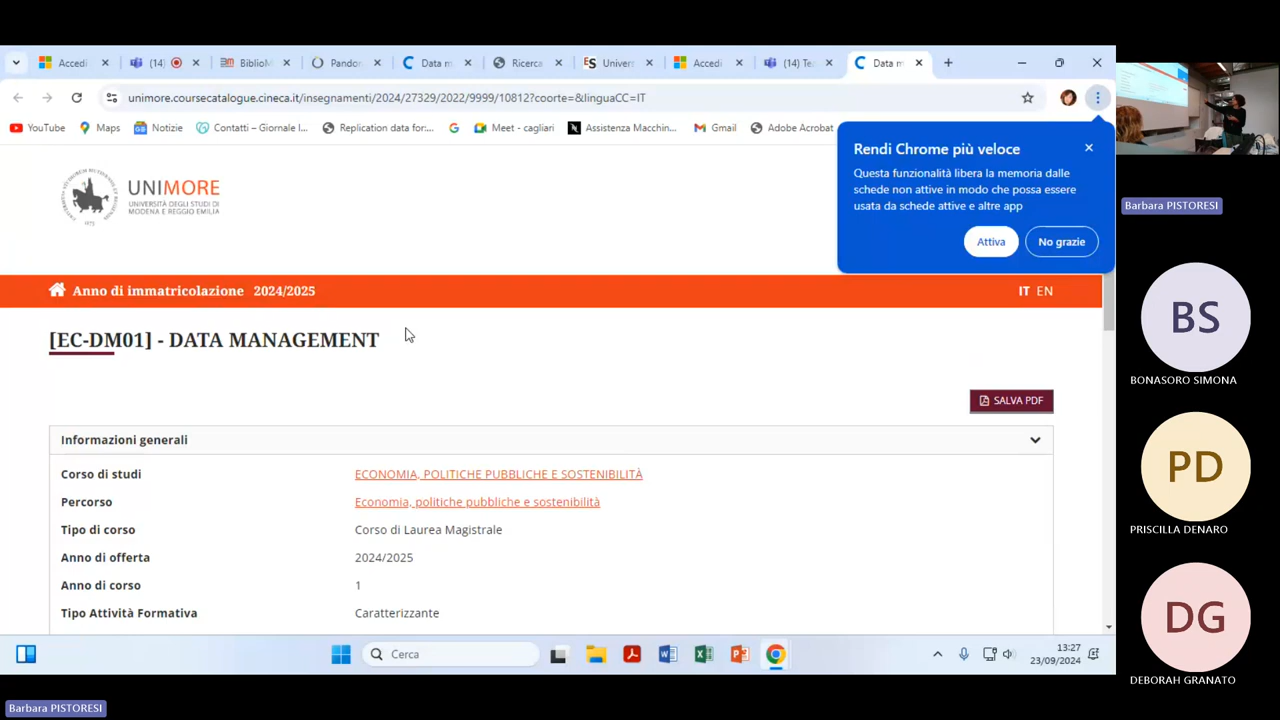 Accedi
(14)
BiblioM
Pandor
Data m
Ricerca
ES Univers
Accedi
(14) Tea
Data m
unimore.coursecatalogue.cineca.it/insegnamenti/2024/27329/2022/9999/10812?coorte=&linguaCC=IT
YouTube
Maps
Notizie
Contatti – Giornale l...
Replication data for:...
Meet - cagliari
Assistenza Macchin...
Gmail
Adobe Acrobat
Rendi Chrome più veloce
Questa funzionalità libera la memoria dalle
schede non attive in modo che possa essere
usata da schede attive e altre app
Attiva
No grazie
UNIMORE
UNIVERSITÀ DEGLI STUDI DI
MODENA E REGGIO EMILIA
1175
Anno di immatricolazione 2024/2025
IT EN
[EC-DM01] - DATA MANAGEMENT
SALVA PDF
Informazioni generali
Corso di studi ECONOMIA, POLITICHE PUBBLICHE E SOSTENIBILITÀ
Percorso Economia, politiche pubbliche e sostenibilità
Tipo di corso Corso di Laurea Magistrale
Anno di offerta 2024/2025
Anno di corso 1
Tipo Attività Formativa Caratterizzante
Cerca
13:27
23/09/2024
Barbara PISTORESI
Barbara PISTORESI
BS
BONASORO SIMONA
PD
PRISCILLA DENARO
DG
DEBORAH GRANATO